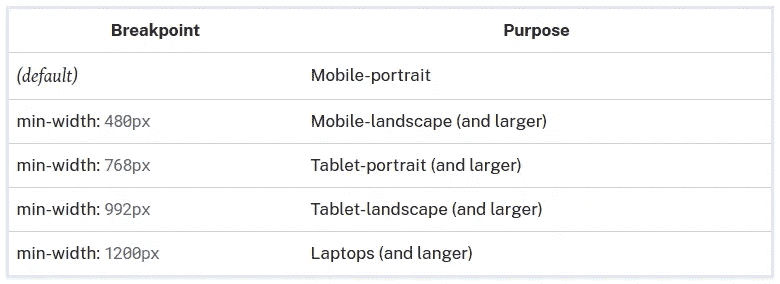 Breakpoint Purpose
(default) Mobile-portrait
min-width: 480px Mobile-landscape (and larger)
min-width: 768px Tablet-portrait (and larger)
min-width: 992px Tablet-landscape (and larger)
min-width: 1200px Laptops (and langer)